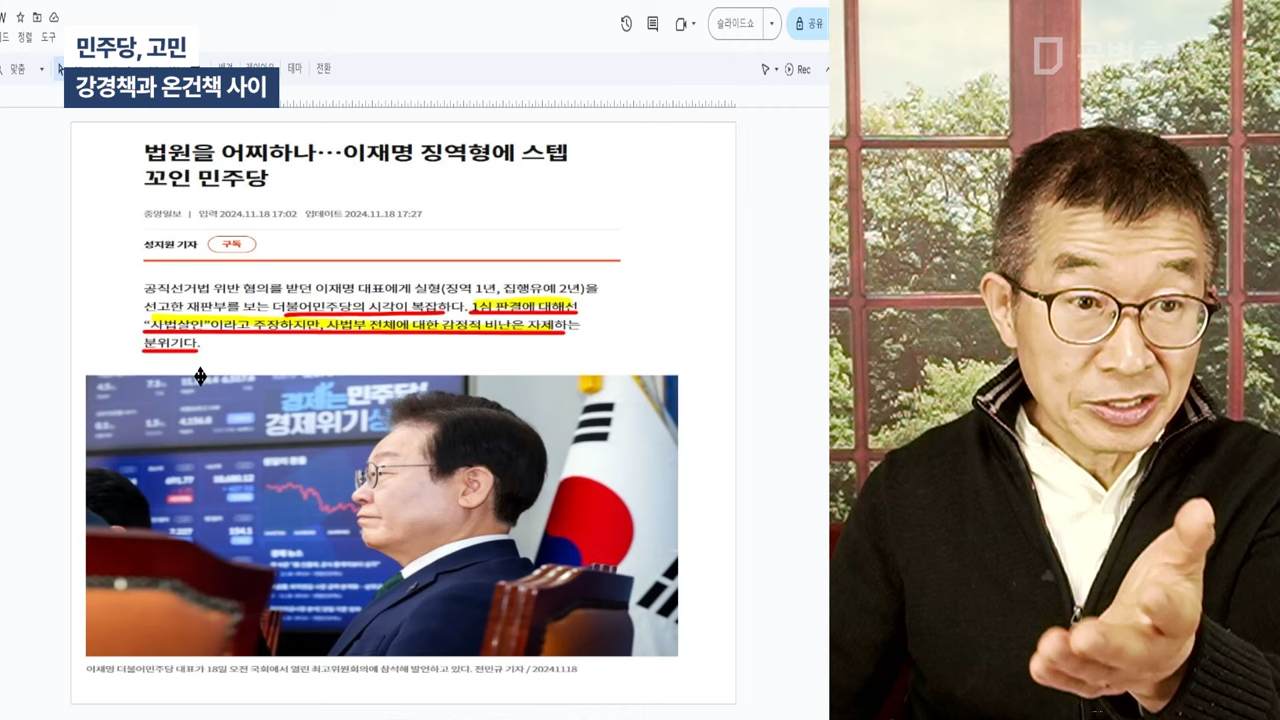 정렬 도구
민주당, 고민
강경책과 온건책 사이
맞춤
테마 전환
슬라이드쇼
공유
Rec
법원을 어찌하나…이재명 징역형에 스텝
꼬인 민주당
중앙일보 | 입력 2024.11.18 17:02 업데이트 2024.11.18 17:27
성지원 기자 구독
공직선거법 위반 혐의를 받던 이재명 대표에게 실형(징역 1년, 집행유예 2년)을
선고한 재판부를 보는 더불어민주당의 시각이 복잡하다. 1심 판결에 대해선
“사법살인”이라고 주장하지만, 사법부 전체에 대한 감정적 비난은 자제하는
분위기다.
경제는 민주당!
경제위기
이재명 더불어민주당 대표가 18일 오전 국회에서 열린 최고위원회의에 참석해 발언하고 있다. 전민규 기자 / 20241118